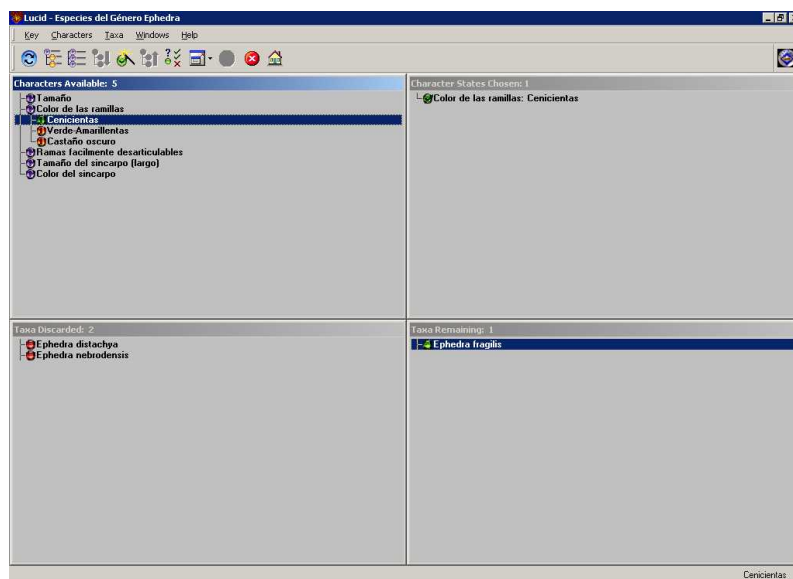 Lucid - Especies del Género Ephedra
Key Characters Taxa Windows Help
Characters Available: 5
Tamaño
Color de las ramillas
Cenicientas
Verde-Amarillentas
Castaño oscuro
Ramas facilmente desarticulables
Tamaño del sincarpo (largo)
Color del sincarpo
Character States Chosen: 1
Color de las ramillas: Cenicientas
Taxa Discarded: 2
Ephedra distachya
Ephedra nebrodensis
Taxa Remaining: 1
Ephedra fragilis
Cenicientas